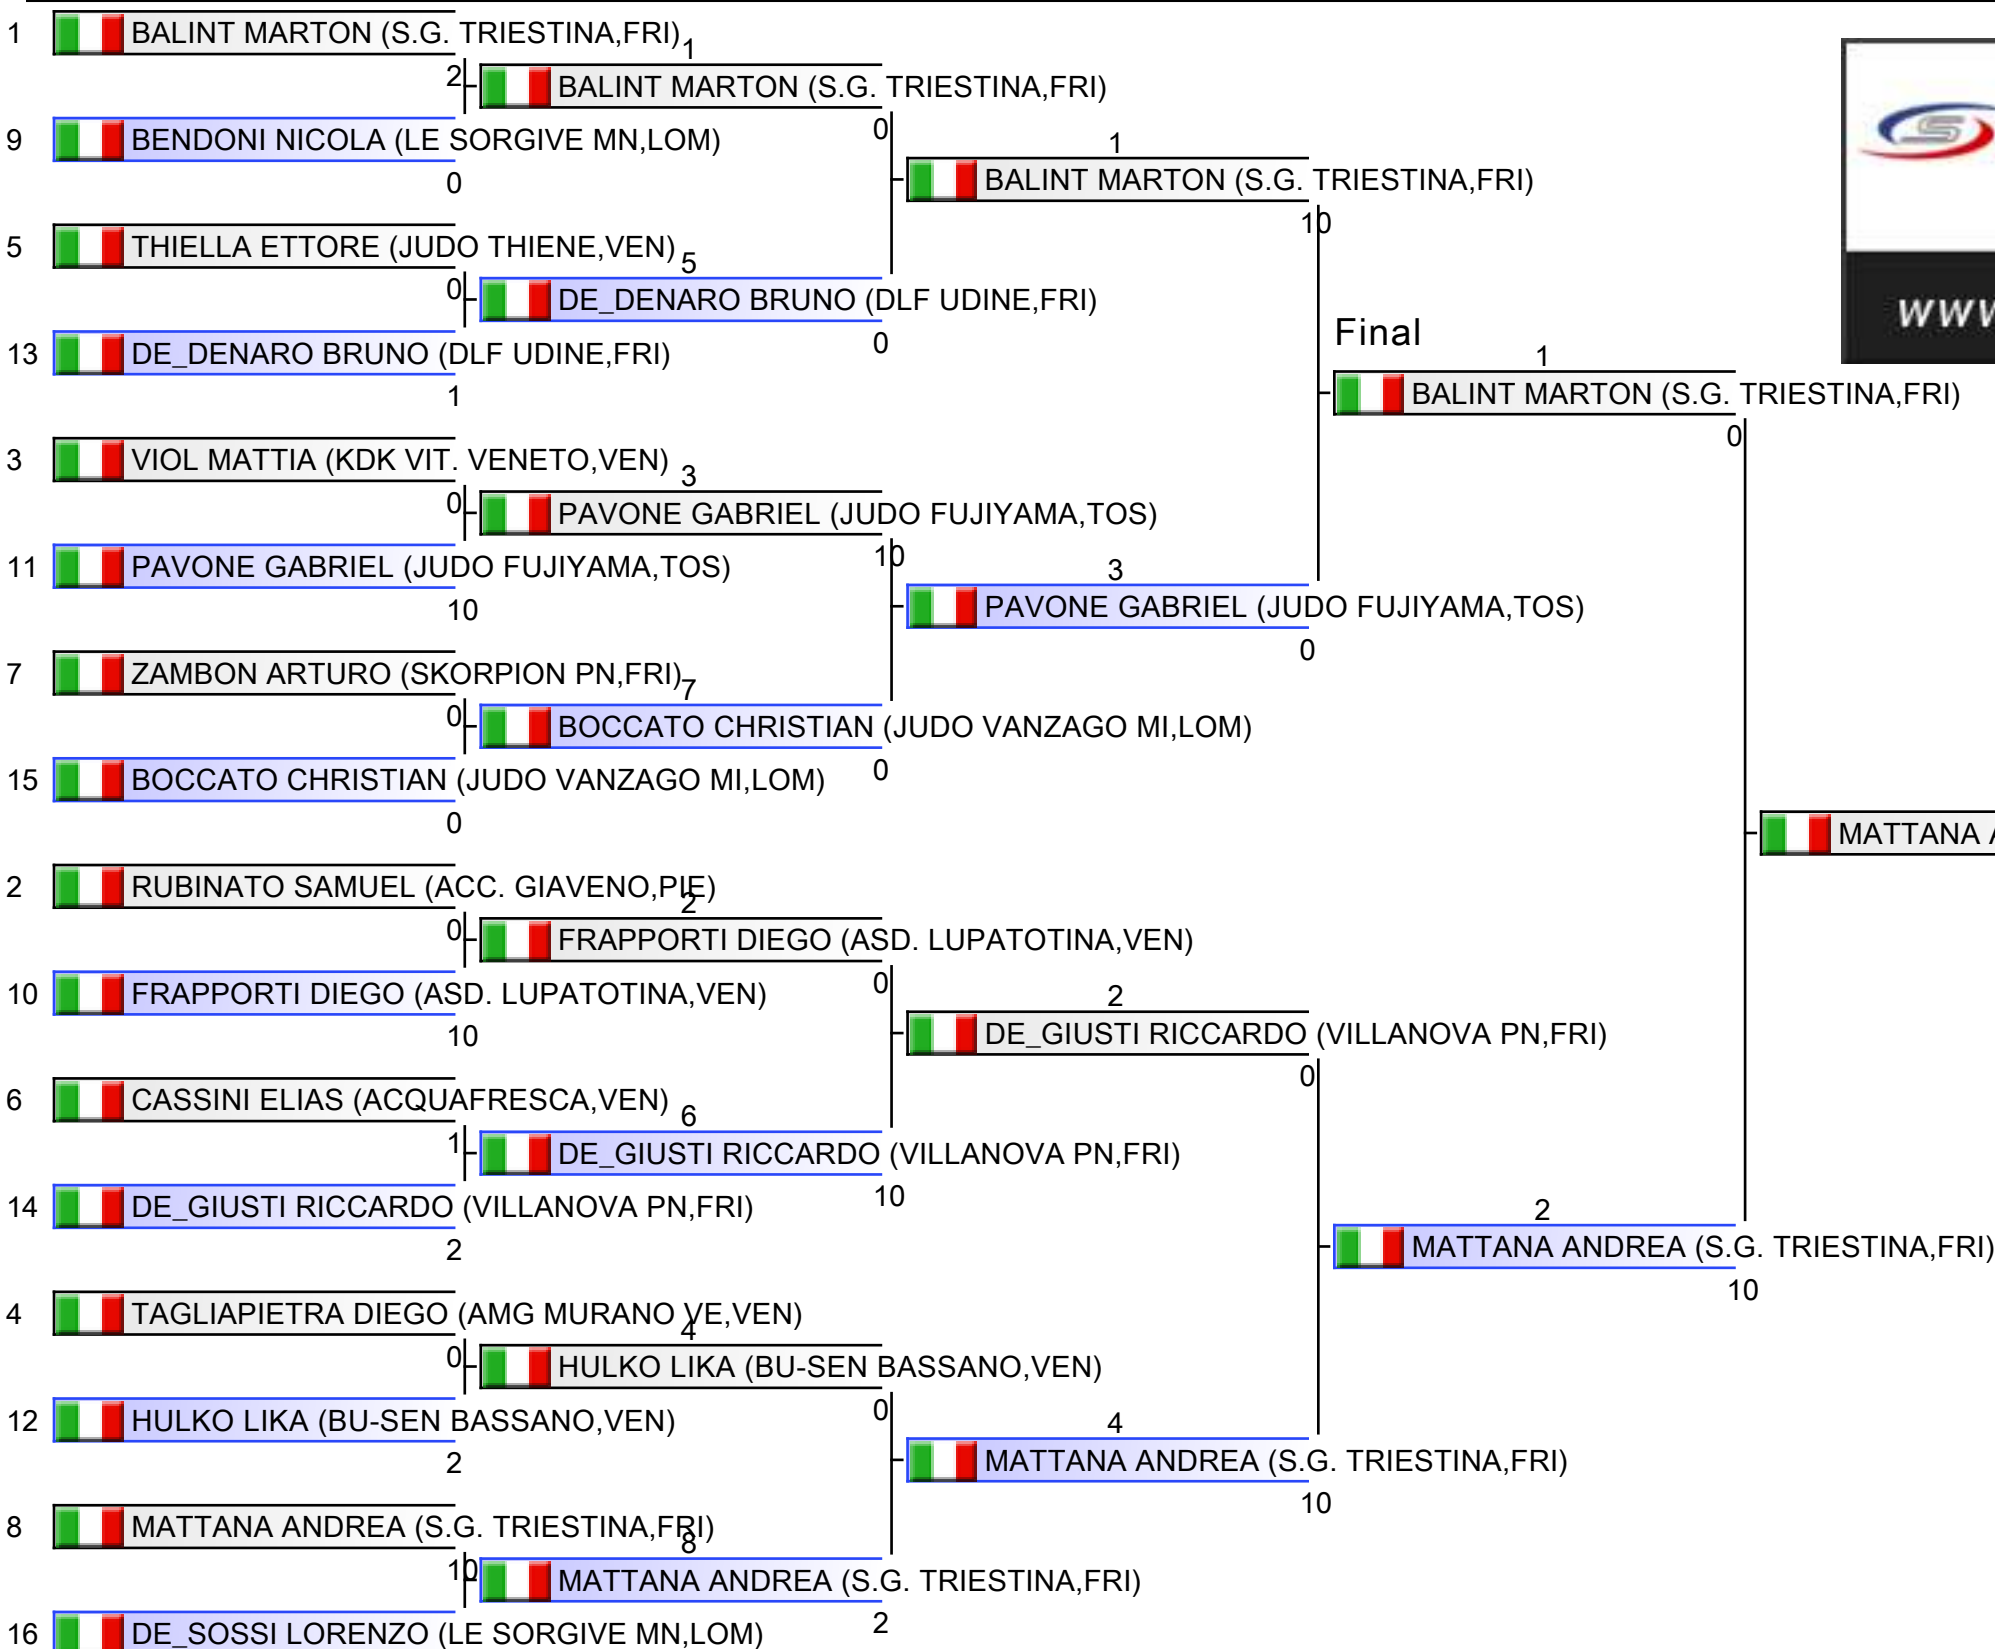 1 BALINT MARTON (S.G. TRIESTINA,FRI)
1
2 BALINT MARTON (S.G. TRIESTINA,FRI)
9 BENDONI NICOLA (LE SORGIVE MN,LOM)
0
0
1
BALINT MARTON (S.G. TRIESTINA,FRI)
10
5 THIELLA ETTORE (JUDO THIENE,VEN)
5
0 DE_DENARO BRUNO (DLF UDINE,FRI)
0
13 DE_DENARO BRUNO (DLF UDINE,FRI)
1
Final
1
BALINT MARTON (S.G. TRIESTINA,FRI)
0
WWW
3 VIOL MATTIA (KDK VIT. VENETO,VEN)
3
0 PAVONE GABRIEL (JUDO FUJIYAMA,TOS)
10
11 PAVONE GABRIEL (JUDO FUJIYAMA,TOS)
10
3
PAVONE GABRIEL (JUDO FUJIYAMA,TOS)
0
7 ZAMBON ARTURO (SKORPION PN,FRI)
7
0 BOCCATO CHRISTIAN (JUDO VANZAGO MI,LOM)
0
15 BOCCATO CHRISTIAN (JUDO VANZAGO MI,LOM)
0
MATTANA
2 RUBINATO SAMUEL (ACC. GIAVENO,PIE)
2
0 FRAPPORTI DIEGO (ASD. LUPATOTINA,VEN)
0
10 FRAPPORTI DIEGO (ASD. LUPATOTINA,VEN)
10
2
DE_GIUSTI RICCARDO (VILLANOVA PN,FRI)
0
6 CASSINI ELIAS (ACQUAFRESCA,VEN)
6
1 DE_GIUSTI RICCARDO (VILLANOVA PN,FRI)
10
14 DE_GIUSTI RICCARDO (VILLANOVA PN,FRI)
2
2
MATTANA ANDREA (S.G. TRIESTINA,FRI)
10
4 TAGLIAPIETRA DIEGO (AMG MURANO VE,VEN)
4
0 HULKO LIKA (BU-SEN BASSANO,VEN)
0
12 HULKO LIKA (BU-SEN BASSANO,VEN)
2
4
MATTANA ANDREA (S.G. TRIESTINA,FRI)
10
8 MATTANA ANDREA (S.G. TRIESTINA,FRI)
8
10 MATTANA ANDREA (S.G. TRIESTINA,FRI)
2
16 DE_SOSSI LORENZO (LE SORGIVE MN,LOM)